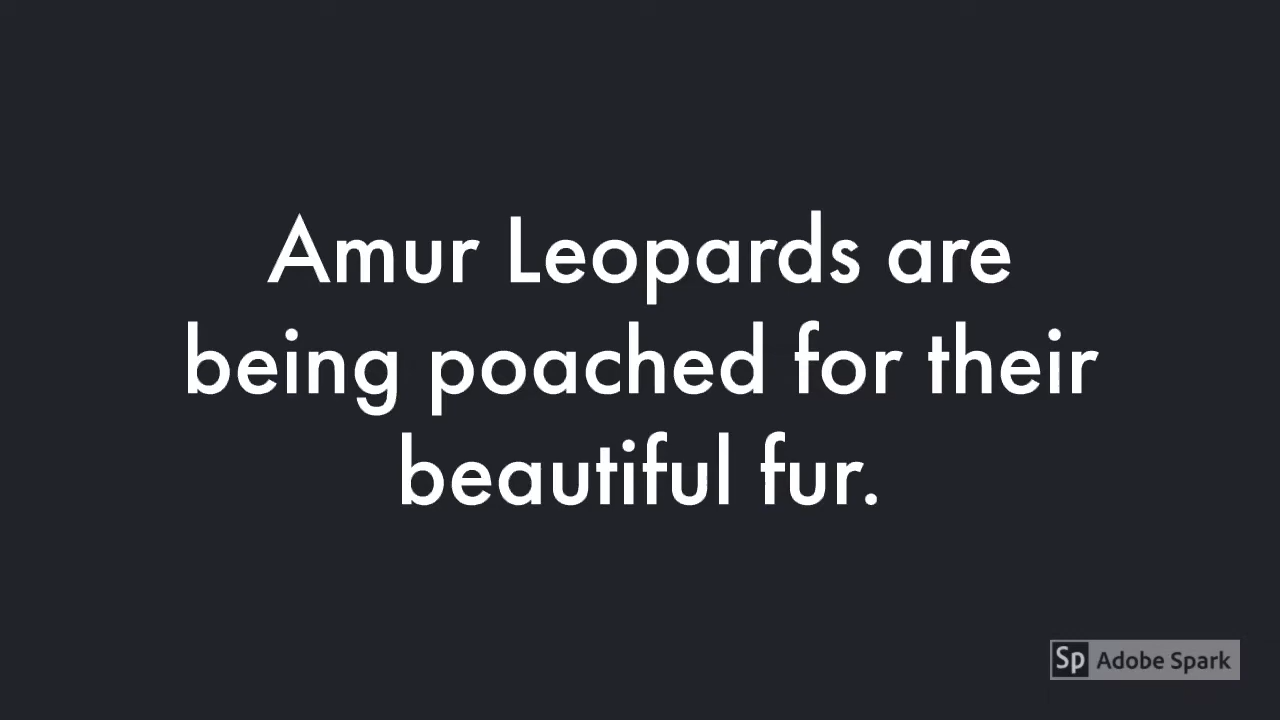 Amur Leopards are
being poached for their
beautiful fur.
Sp Adobe Spark